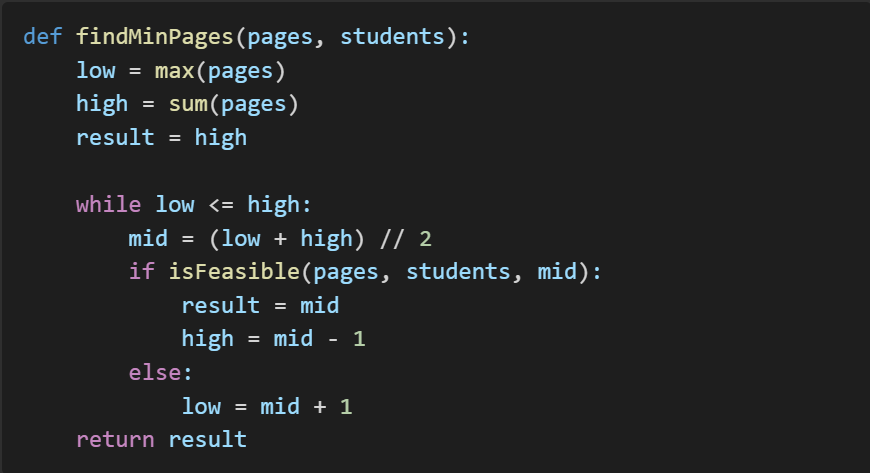 def findMinPages(pages, students):
    low = max(pages)
    high = sum(pages)
    result = high

    while low <= high:
        mid = (low + high) // 2
        if isFeasible(pages, students, mid):
            result = mid
            high = mid - 1
        else:
            low = mid + 1
    return result